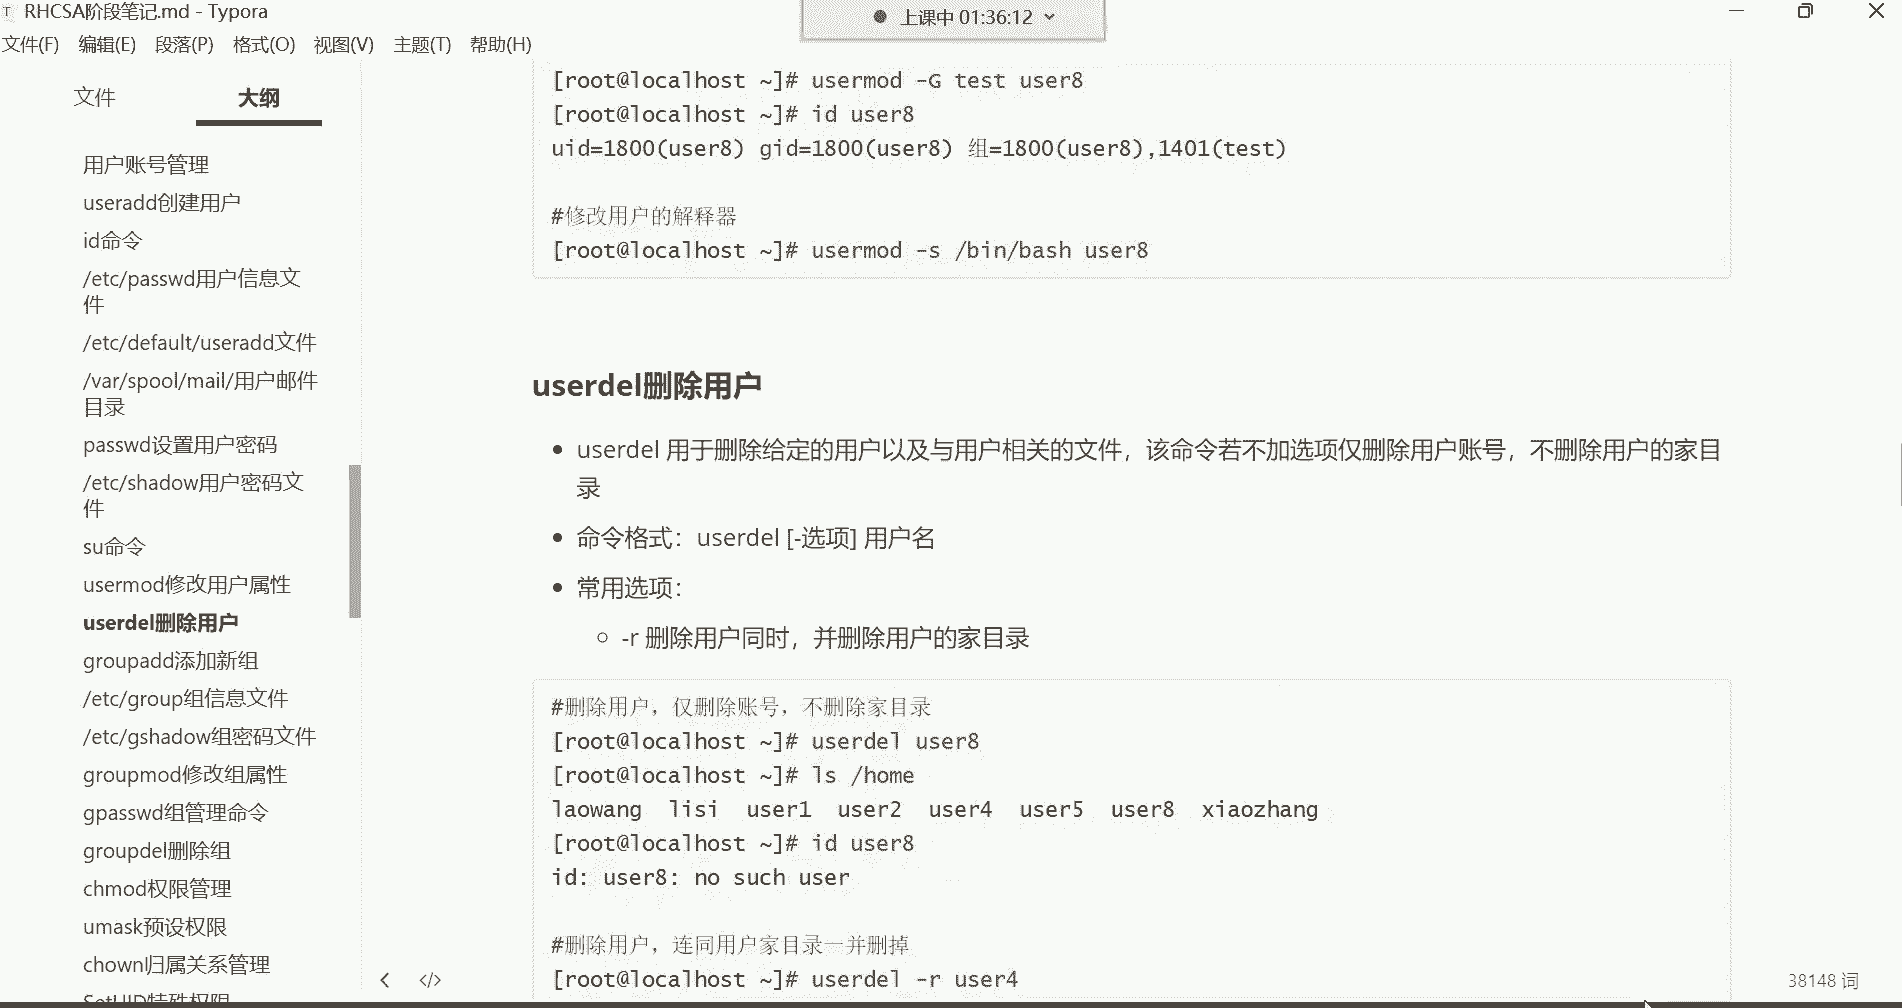 RHCSA阶段笔记.md - Typora
上课中 01:36:12
文件(F) 编辑(E) 段落(P) 格式(O) 视图(V) 主题(T) 帮助(H)
文件 大纲
用户账号管理
useradd创建用户
id命令
/etc/passwd用户信息文
件
/etc/default/useradd文件
/var/spool/mail/用户邮件
目录
passwd设置用户密码
/etc/shadow用户密码文
件
su命令
usermod修改用户属性
userdel删除用户
groupadd添加新组
/etc/group组信息文件
/etc/gshadow组密码文件
groupmod修改组属性
gpasswd组管理命令
groupdel删除组
chmod权限管理
umask预设权限
chown归属关系管理
SetUID特殊权限
[root@localhost ~]# usermod -G test user8
[root@localhost ~]# id user8
uid=1800(user8) gid=1800(user8) 组=1800(user8),1401(test)
#修改用户的解释器
[root@localhost ~]# usermod -s /bin/bash user8
userdel删除用户
userdel 用于删除给定的用户以及与用户相关的文件，该命令若不加选项仅删除用户账号，不删除用户的家目
录
命令格式：userdel [-选项] 用户名
常用选项：
-r 删除用户同时，并删除用户的家目录
#删除用户，仅删除账号，不删除家目录
[root@localhost ~]# userdel user8
[root@localhost ~]# ls /home
laowang lisi user1 user2 user4 user5 user8 xiaozhang
[root@localhost ~]# id user8
id: user8: no such user
#删除用户，连同用户家目录一并删掉
[root@localhost ~]# userdel -r user4
38148 词